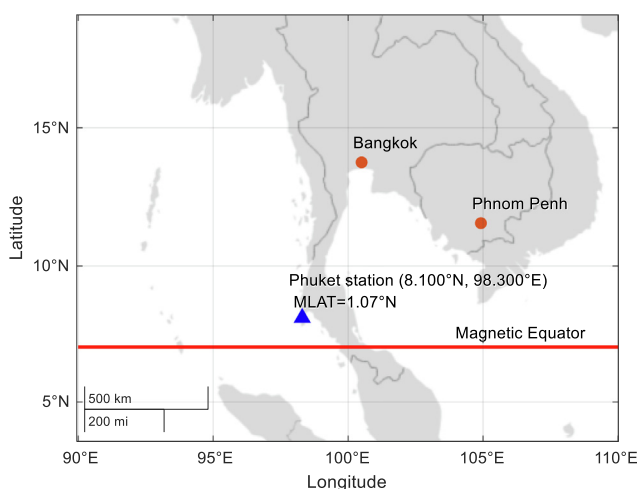 Latitude
15°N
10°N
5°N
Bangkok
Phnom Penh
Phuket station (8.100°N, 98.300°E)
MLAT=1.07°N
Magnetic Equator
500 km
200 mi
90°E
95°E
100°E
105°E
110°E
Longitude